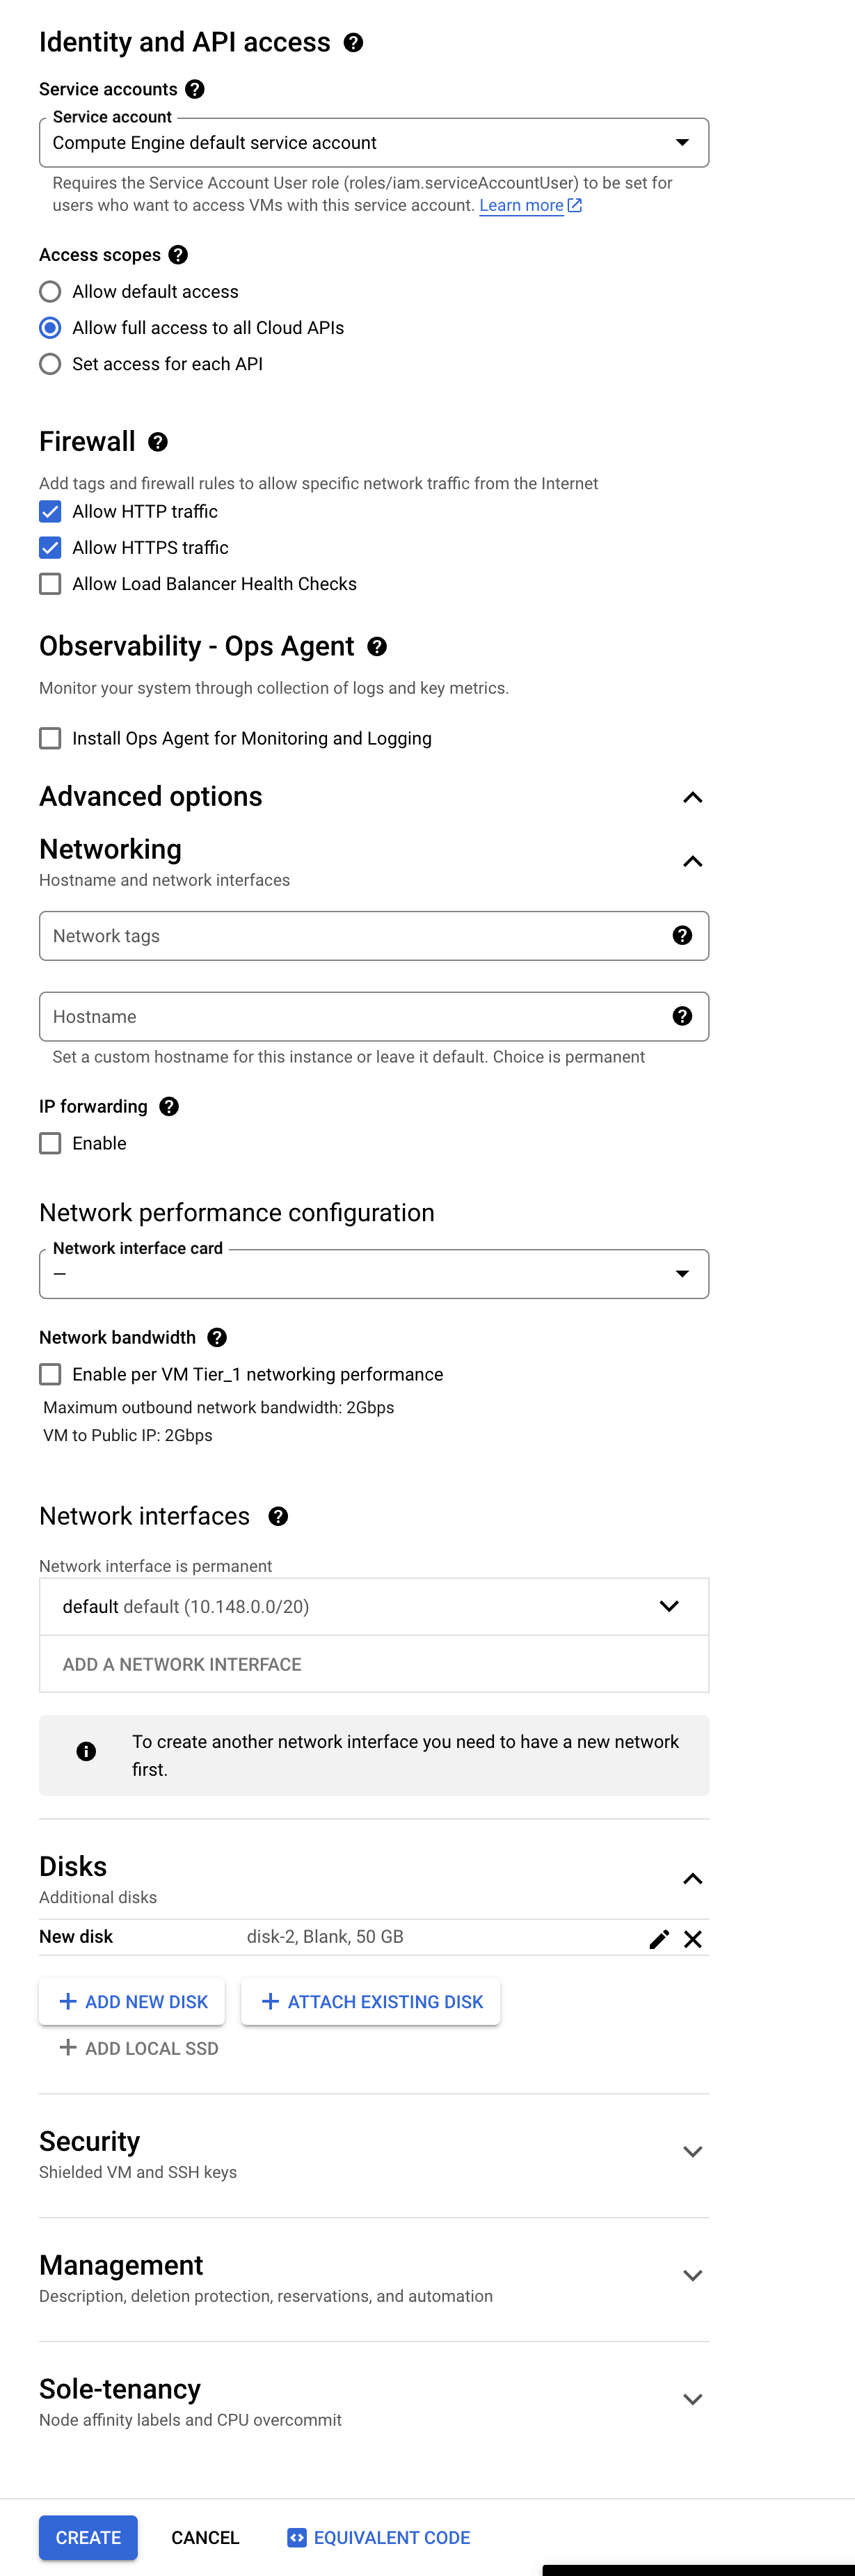 Identity and API access
Service accounts
Service account
Compute Engine default service account
Requires the Service Account User role (roles/iam.serviceAccountUser) to be set for
users who want to access VMs with this service account. Learn more
Access scopes
Allow default access
Allow full access to all Cloud APIs
Set access for each API
Firewall
Add tags and firewall rules to allow specific network traffic from the Internet
Allow HTTP traffic
Allow HTTPS traffic
Allow Load Balancer Health Checks
Observability - Ops Agent
Monitor your system through collection of logs and key metrics.
Install Ops Agent for Monitoring and Logging
Advanced options
Networking
Hostname and network interfaces
Network tags
Hostname
Set a custom hostname for this instance or leave it default. Choice is permanent
IP forwarding
Enable
Network performance configuration
Network interface card
—
Network bandwidth
Enable per VM Tier_1 networking performance
Maximum outbound network bandwidth: 2Gbps
VM to Public IP: 2Gbps
Network interfaces
Network interface is permanent
default default (10.148.0.0/20)
ADD A NETWORK INTERFACE
To create another network interface you need to have a new network
first.
Disks
Additional disks
New disk disk-2, Blank, 50 GB
+ ADD NEW DISK + ATTACH EXISTING DISK
+ ADD LOCAL SSD
Security
Shielded VM and SSH keys
Management
Description, deletion protection, reservations, and automation
Sole-tenancy
Node affinity labels and CPU overcommit
CREATE CANCEL EQUIVALENT CODE